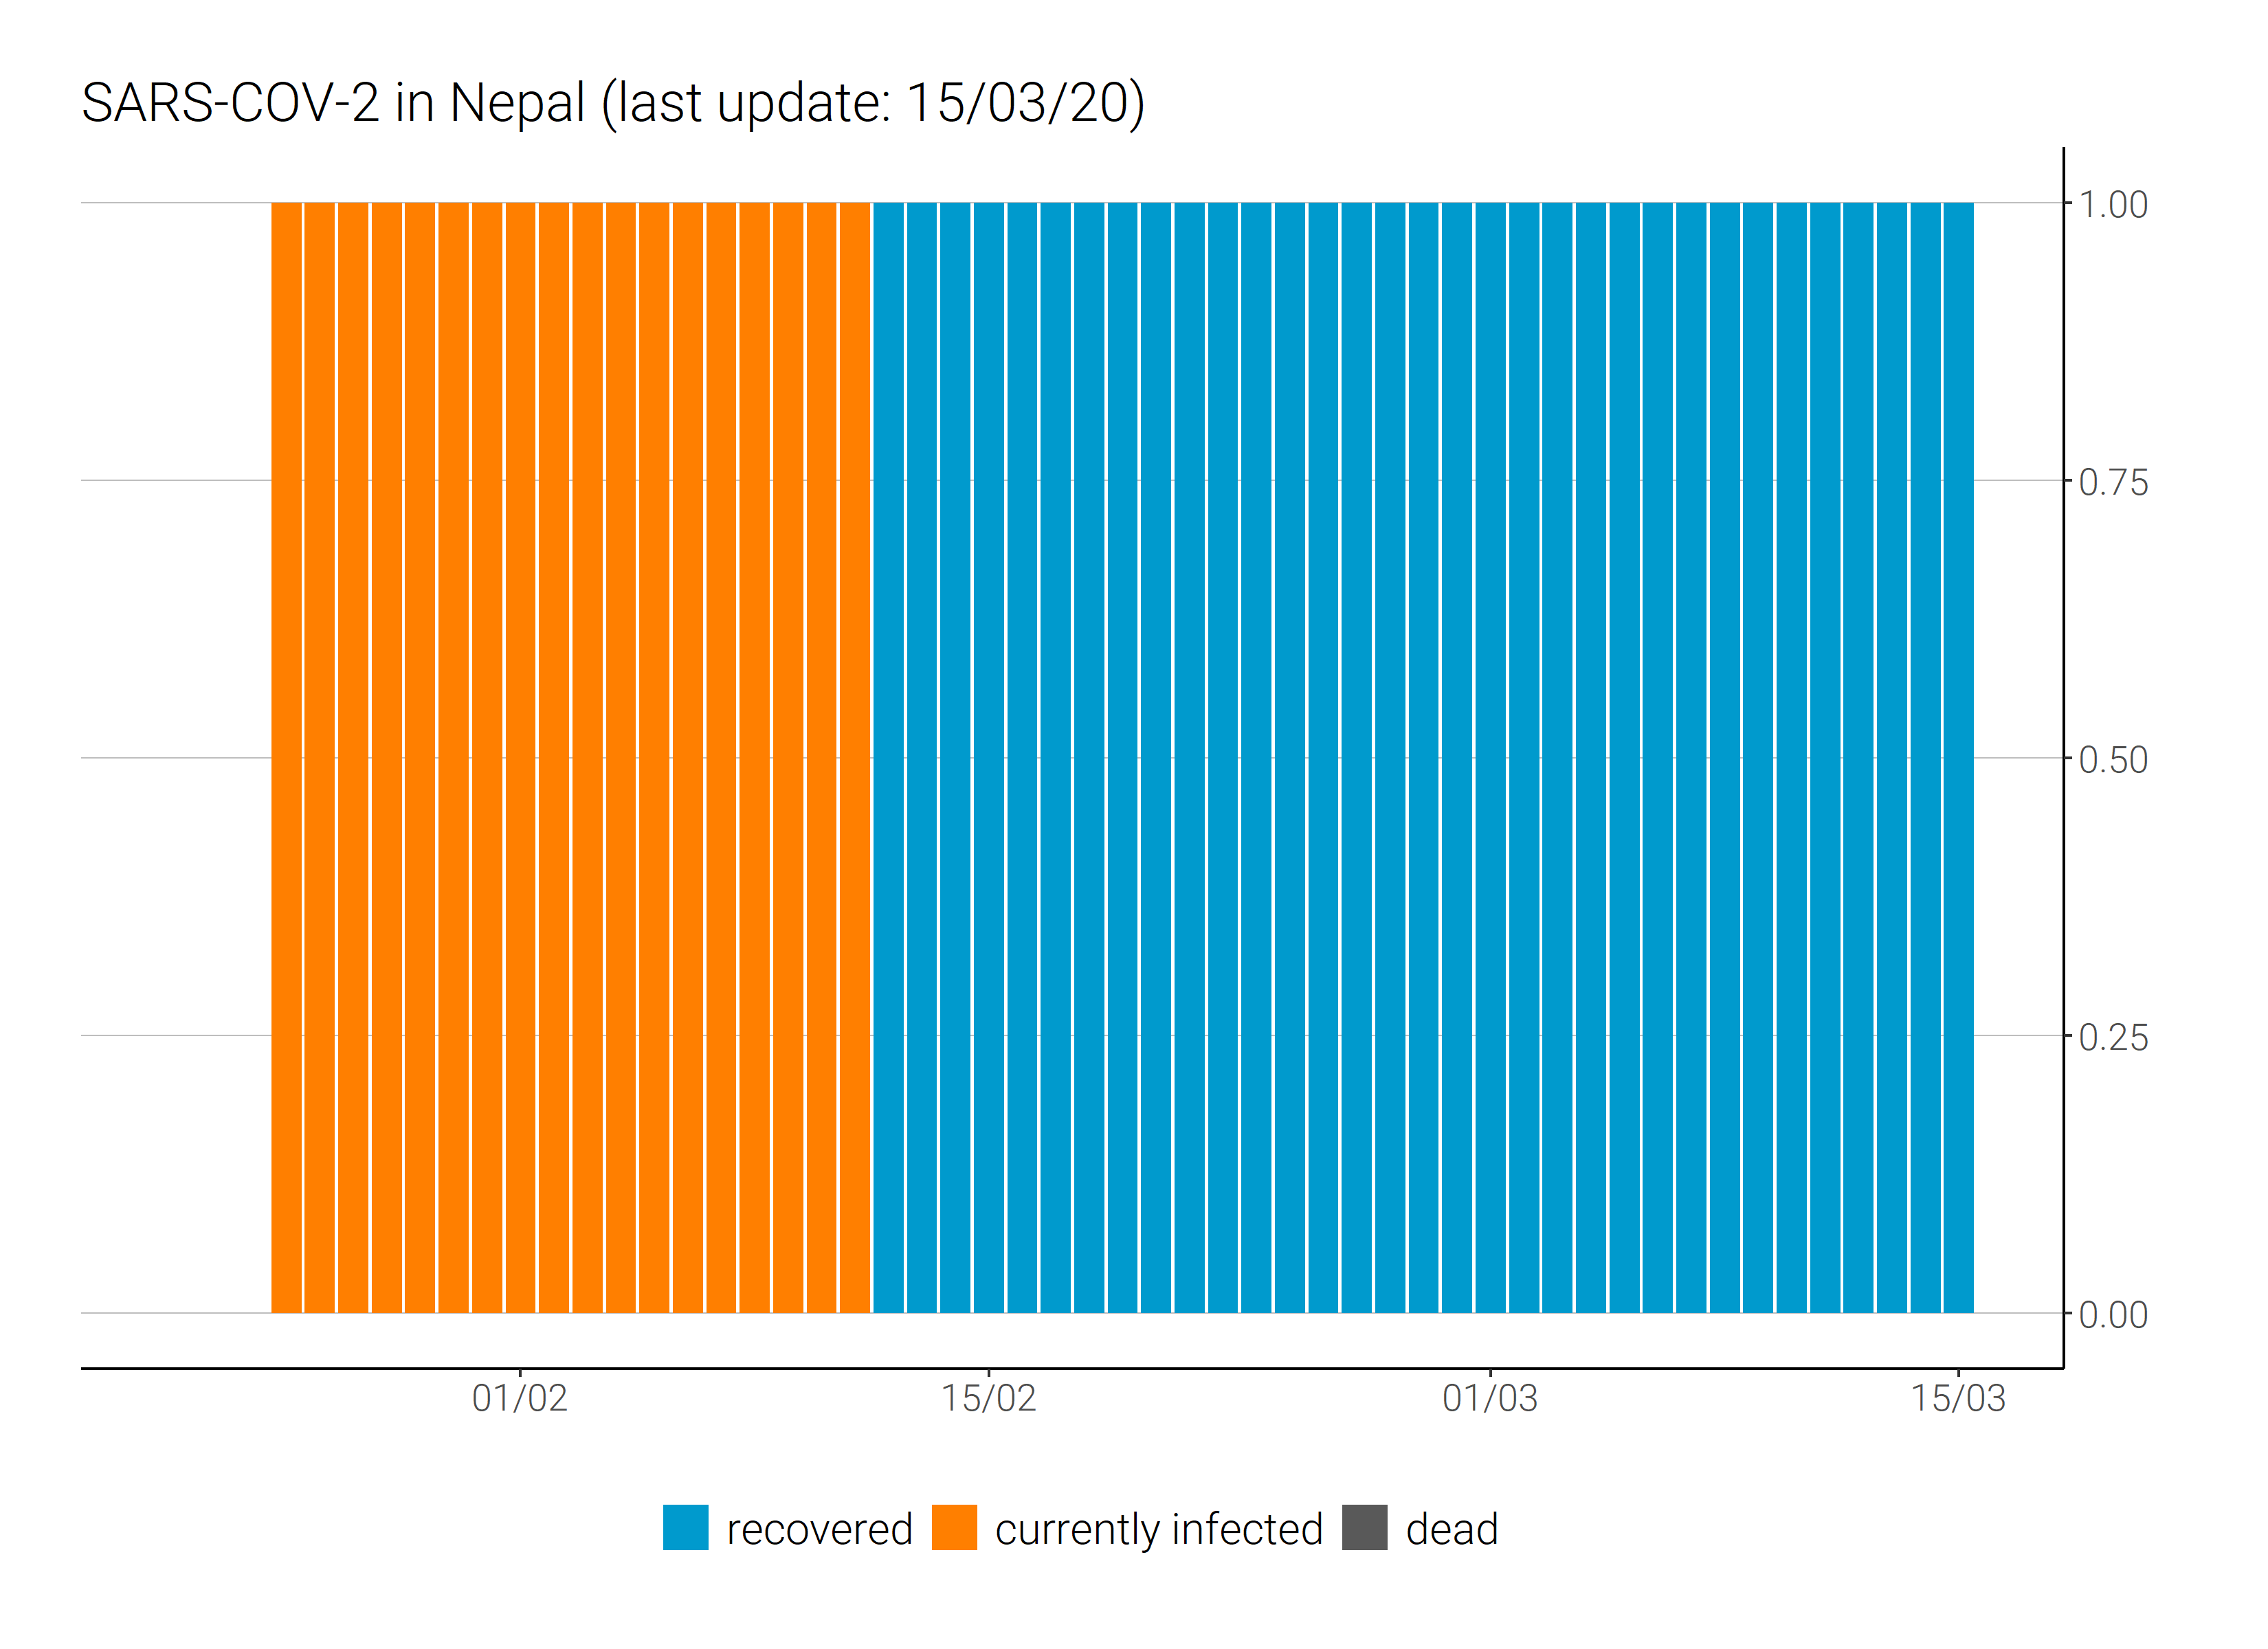 SARS-COV-2 in Nepal (last update: 15/03/20)
1.00
0.75
0.50
0.25
0.00
01/02 15/02 01/03 15/03
recovered currently infected dead